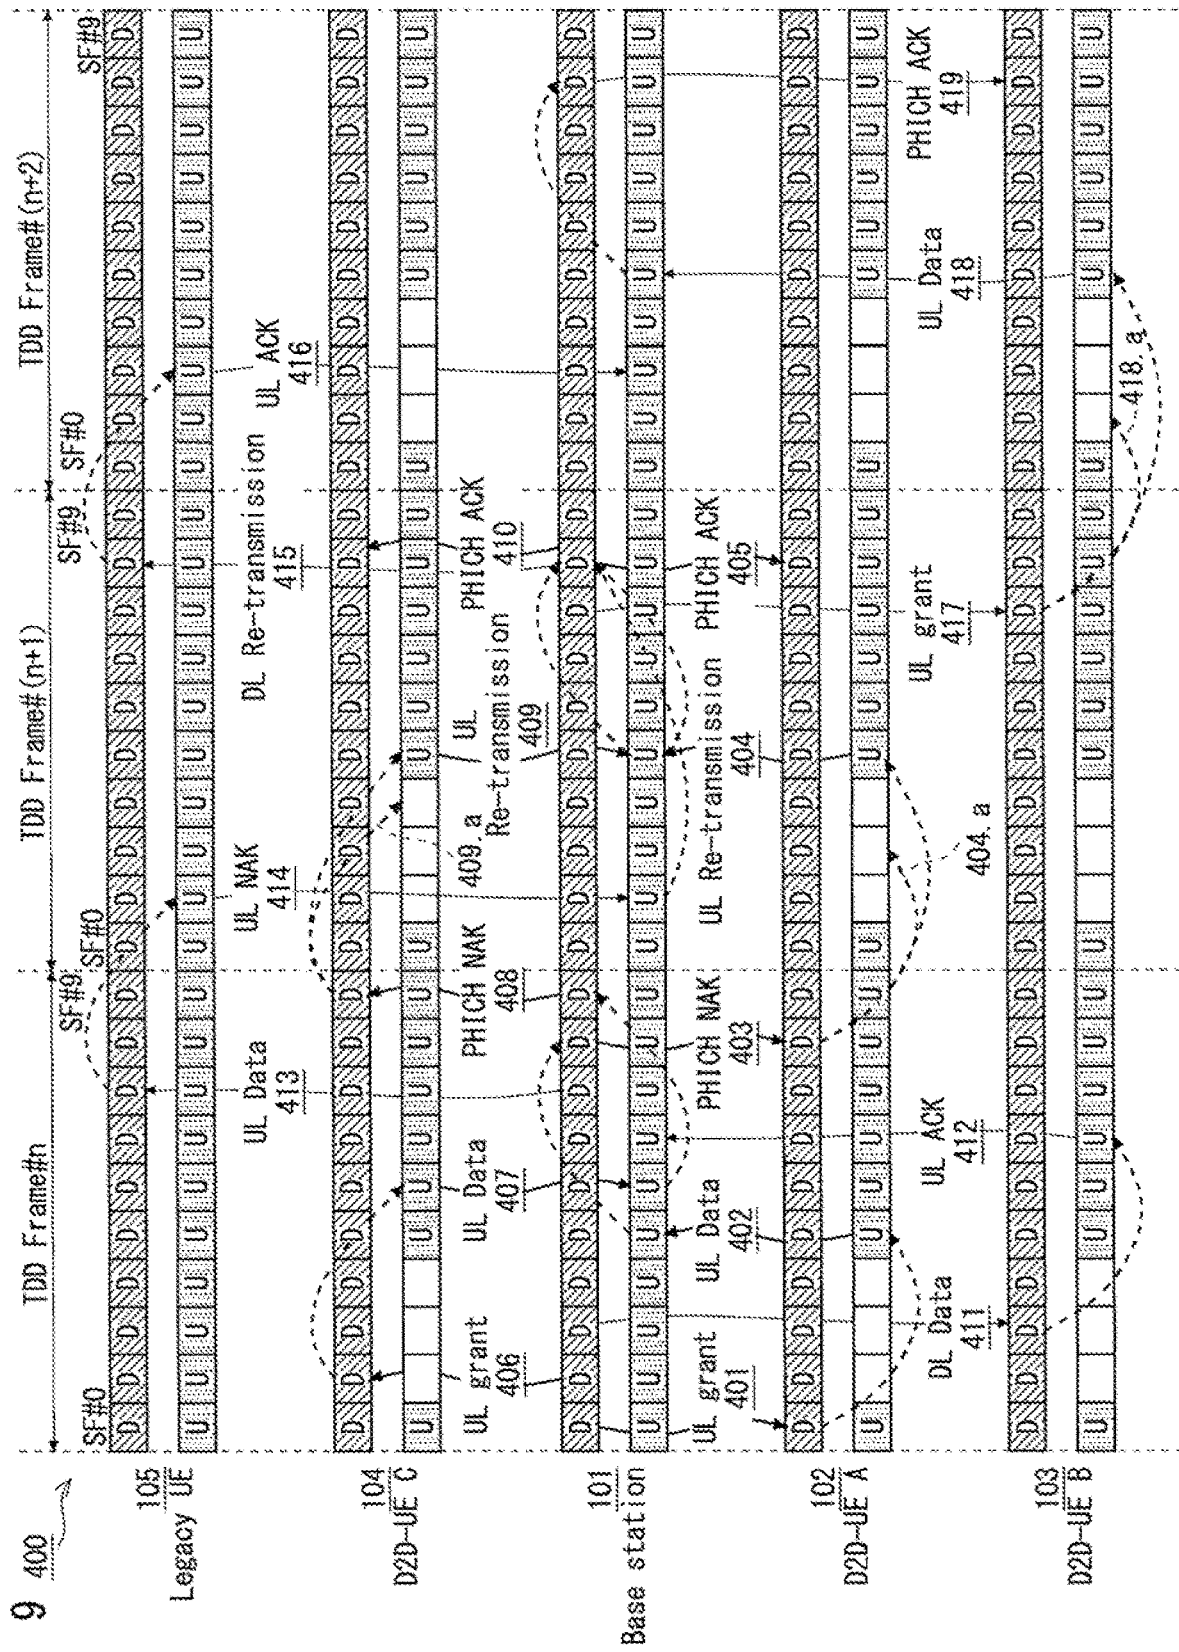 9 400
TDD Frame#n TDD Frame#(n+1) TDD Frame#(n+2)
SF#0 SF#9 SF#0 SF#9 SF#0 SF#9
105
Legacy UE
D D D D D D D D D D D D D D D D D D D D D D D D D D D D D D
U U U U U U U U U U U U U U U U U U U U U U U U U U U U U U
UL Data
413
UL NAK
414
DL Re-transmission
415
UL ACK
416
104
D2D-UE C
D D D D D D D D D D D D D D D D D D D D D D D D D D D D D D
U U U U U U U U U U U U U U U U U U U U U
UL grant
406
UL Data
407
PHICH NAK
408
409.a
UL
Re-transmission
409
PHICH ACK
410
101
Base station
D D D D D D D D D D D D D D D D D D D D D D D D D D D D D D
U U U U U U U U U U U U U U U U U U U U U U U U U U U U U U
UL grant
401
UL Data
402
PHICH NAK
403
UL Re-transmission
404
PHICH ACK
405
102
D2D-UE A
D D D D D D D D D D D D D D D D D D D D D D D D D D D D D D
U U U U U U U U U U U U U U U U U U U U U
DL Data
411
UL ACK
412
404.a
UL grant
417
UL Data
418
PHICH ACK
419
103
D2D-UE B
D D D D D D D D D D D D D D D D D D D D D D D D D D D D D D
U U U U U U U U U U U U U U U U U U U U U
418.a